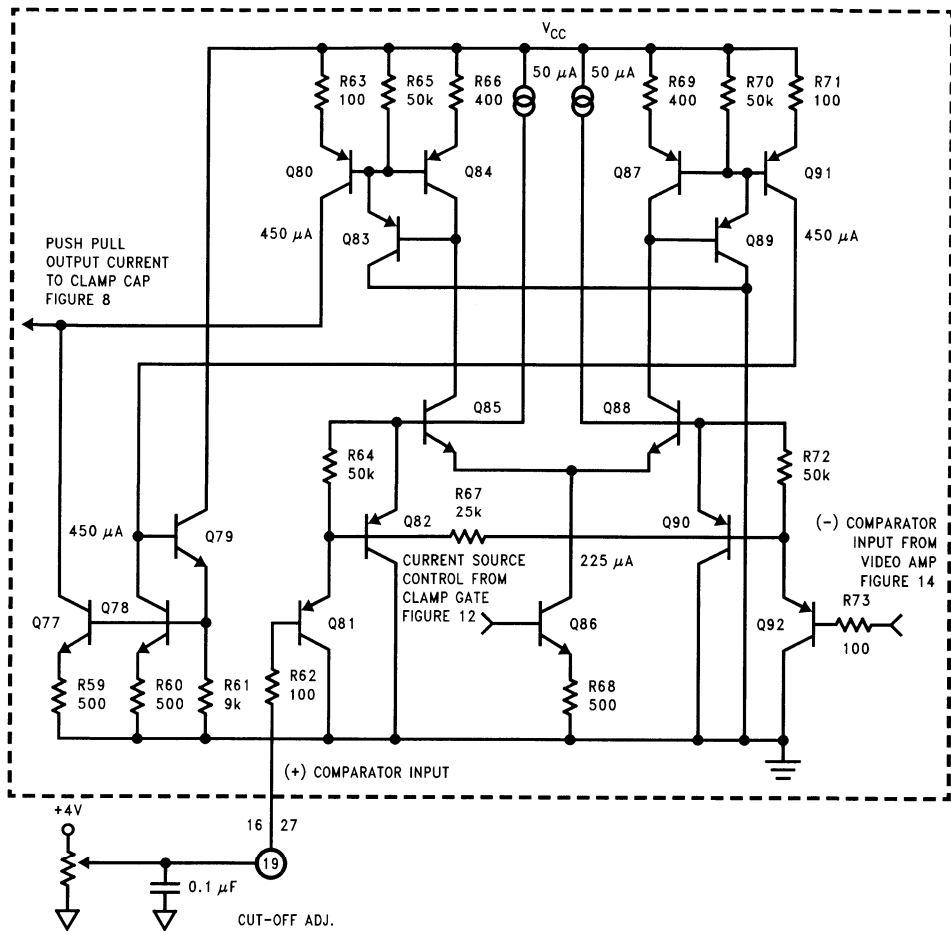 VCC
50 µA
50 µA
R63
100
R65
50k
R66
400
R69
400
R70
50k
R71
100
Q80
Q84
Q87
Q91
450 µA
Q83
Q89
450 µA
PUSH PULL
OUTPUT CURRENT
TO CLAMP CAP
FIGURE 8
Q85
Q88
R64
50k
R72
50k
R67
25k
450 µA
Q79
Q82
Q90
(-) COMPARATOR
INPUT FROM
VIDEO AMP
FIGURE 14
CURRENT SOURCE
CONTROL FROM
CLAMP GATE
FIGURE 12
225 µA
Q77
Q78
Q81
Q86
Q92
R73
100
R59
500
R60
500
R61
9k
R62
100
R68
500
(+) COMPARATOR INPUT
+4V
16 27
19
0.1 µF
CUT-OFF ADJ.